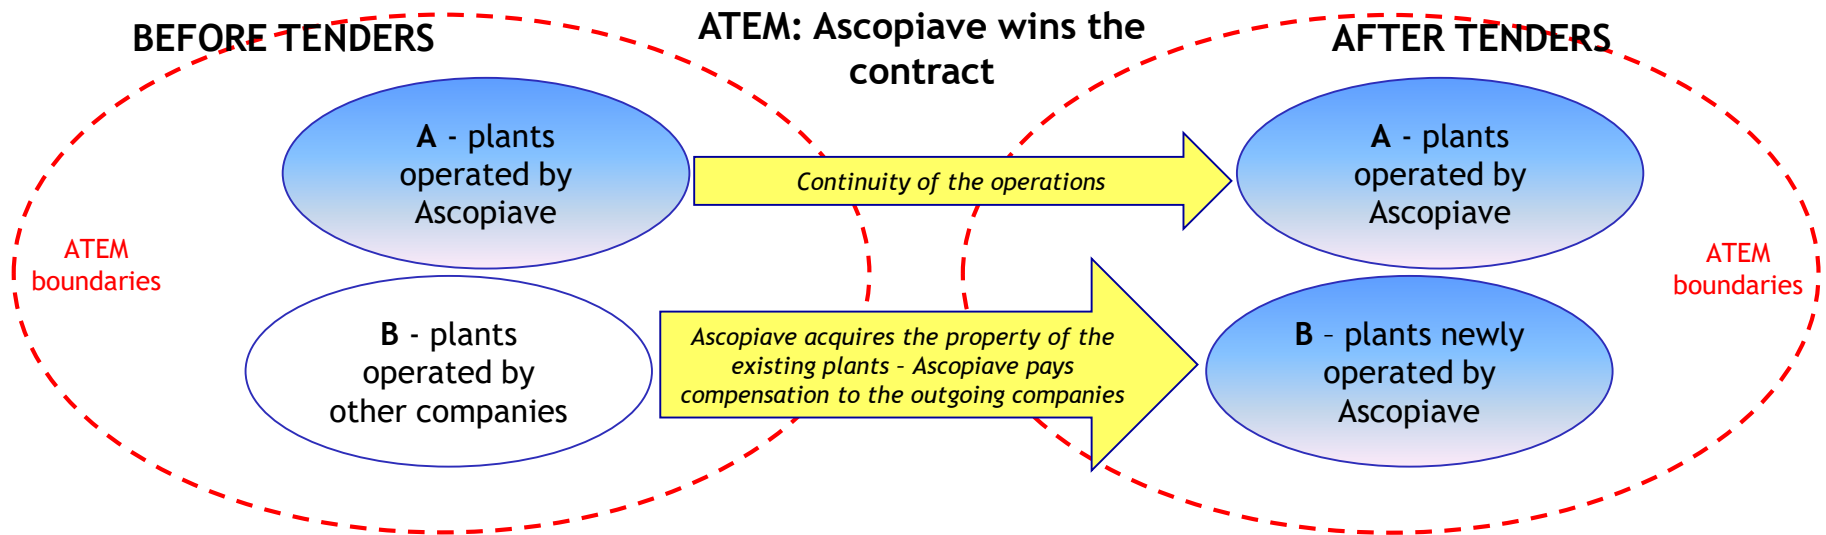 BEFORE TENDERS
ATEM: Ascopiave wins the
contract
AFTER TENDERS
A - plants
operated by
Ascopiave
Continuity of the operations
A - plants
operated by
Ascopiave
ATEM
boundaries
ATEM
boundaries
B - plants
operated by
other companies
Ascopiave acquires the property of the
existing plants – Ascopiave pays
compensation to the outgoing companies
B – plants newly
operated by
Ascopiave